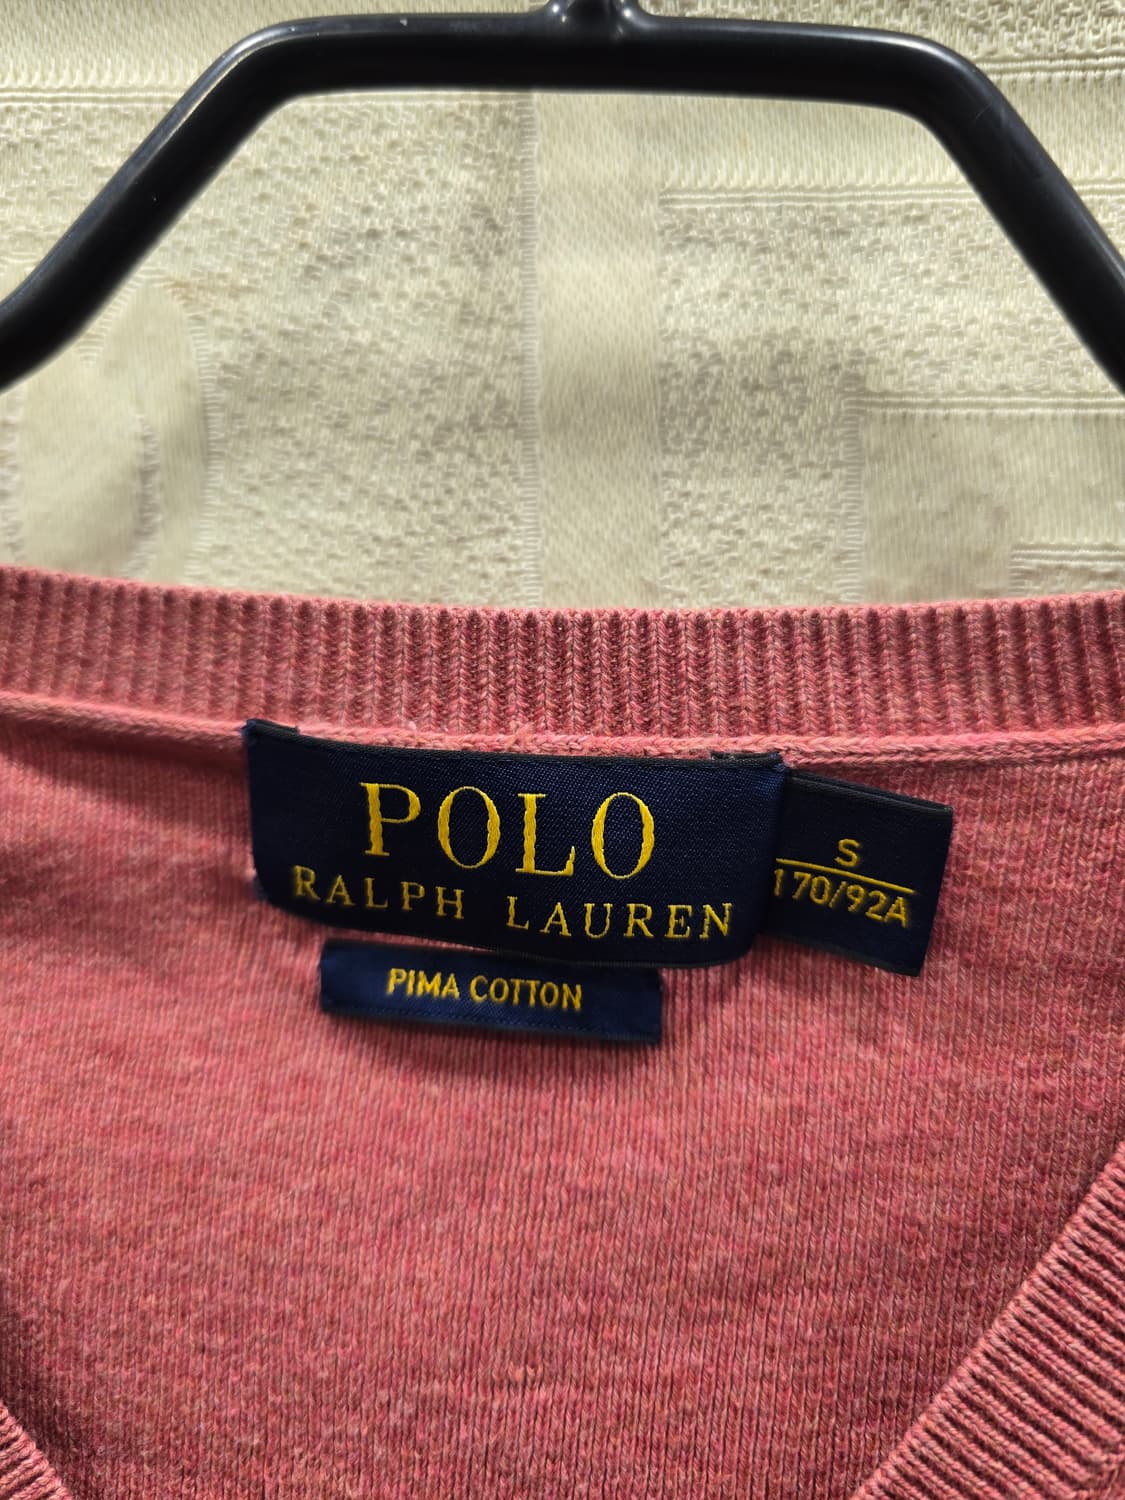 POLO
RALPH LAUREN
S
170/92A
PIMA COTTON